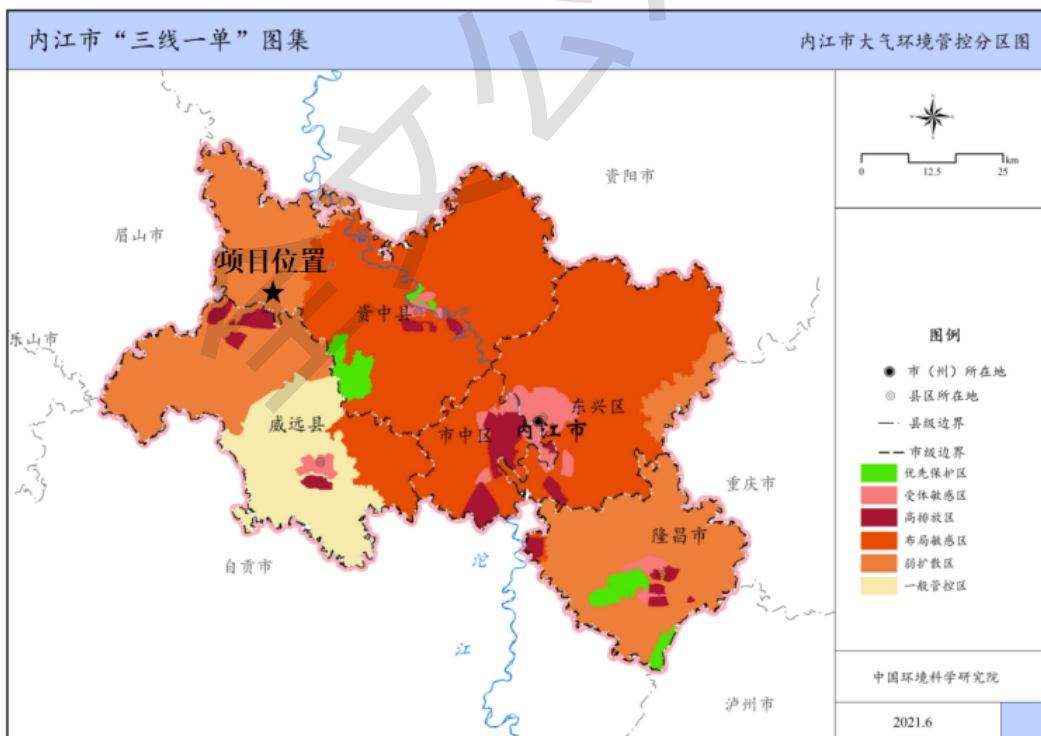 内江市“三线一单”图集
内江市大气环境管控分区图
km
0 12.5 25
资阳市
眉山市
项目位置
乐山市
资中县
东兴区
市中区
内江市
威远县
重庆市
隆昌市
自贡市
沱
江
泸州市
图例
市（州）所在地
县区所在地
县级边界
市级边界
优先保护区
受体敏感区
高排放区
布局敏感区
弱扩散区
一般管控区
中国环境科学研究院
2021.6